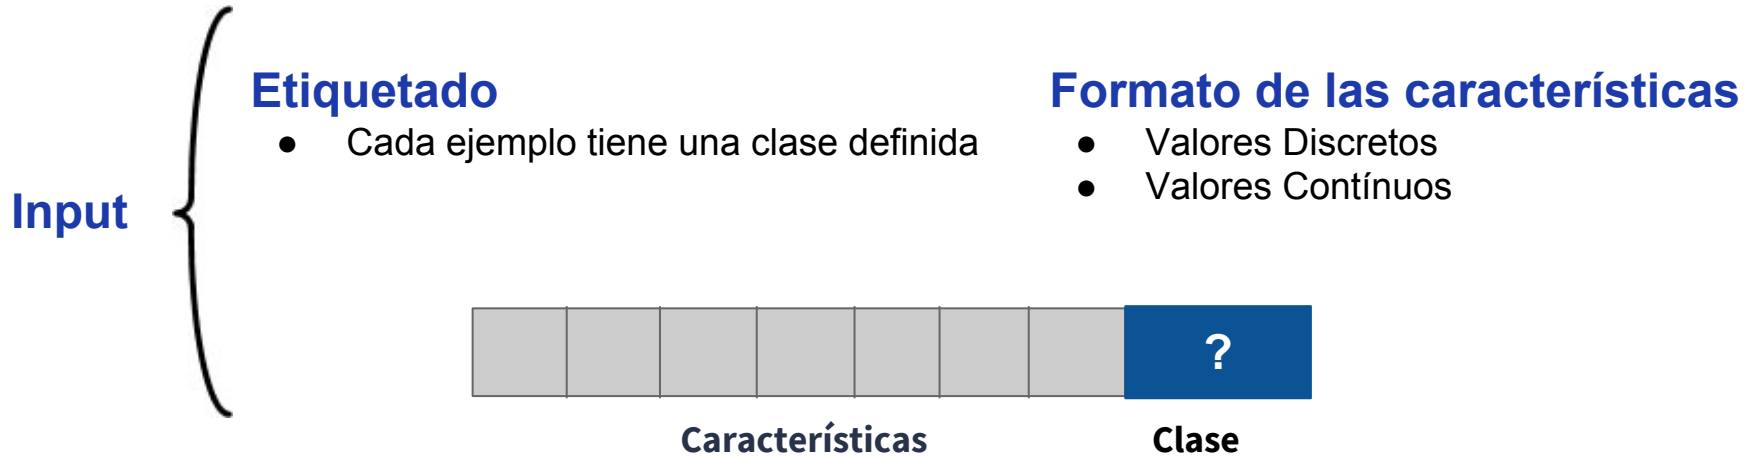 Input
Etiquetado
● Cada ejemplo tiene una clase definida
Formato de las características
● Valores Discretos
● Valores Contínuos
?
Características
Clase